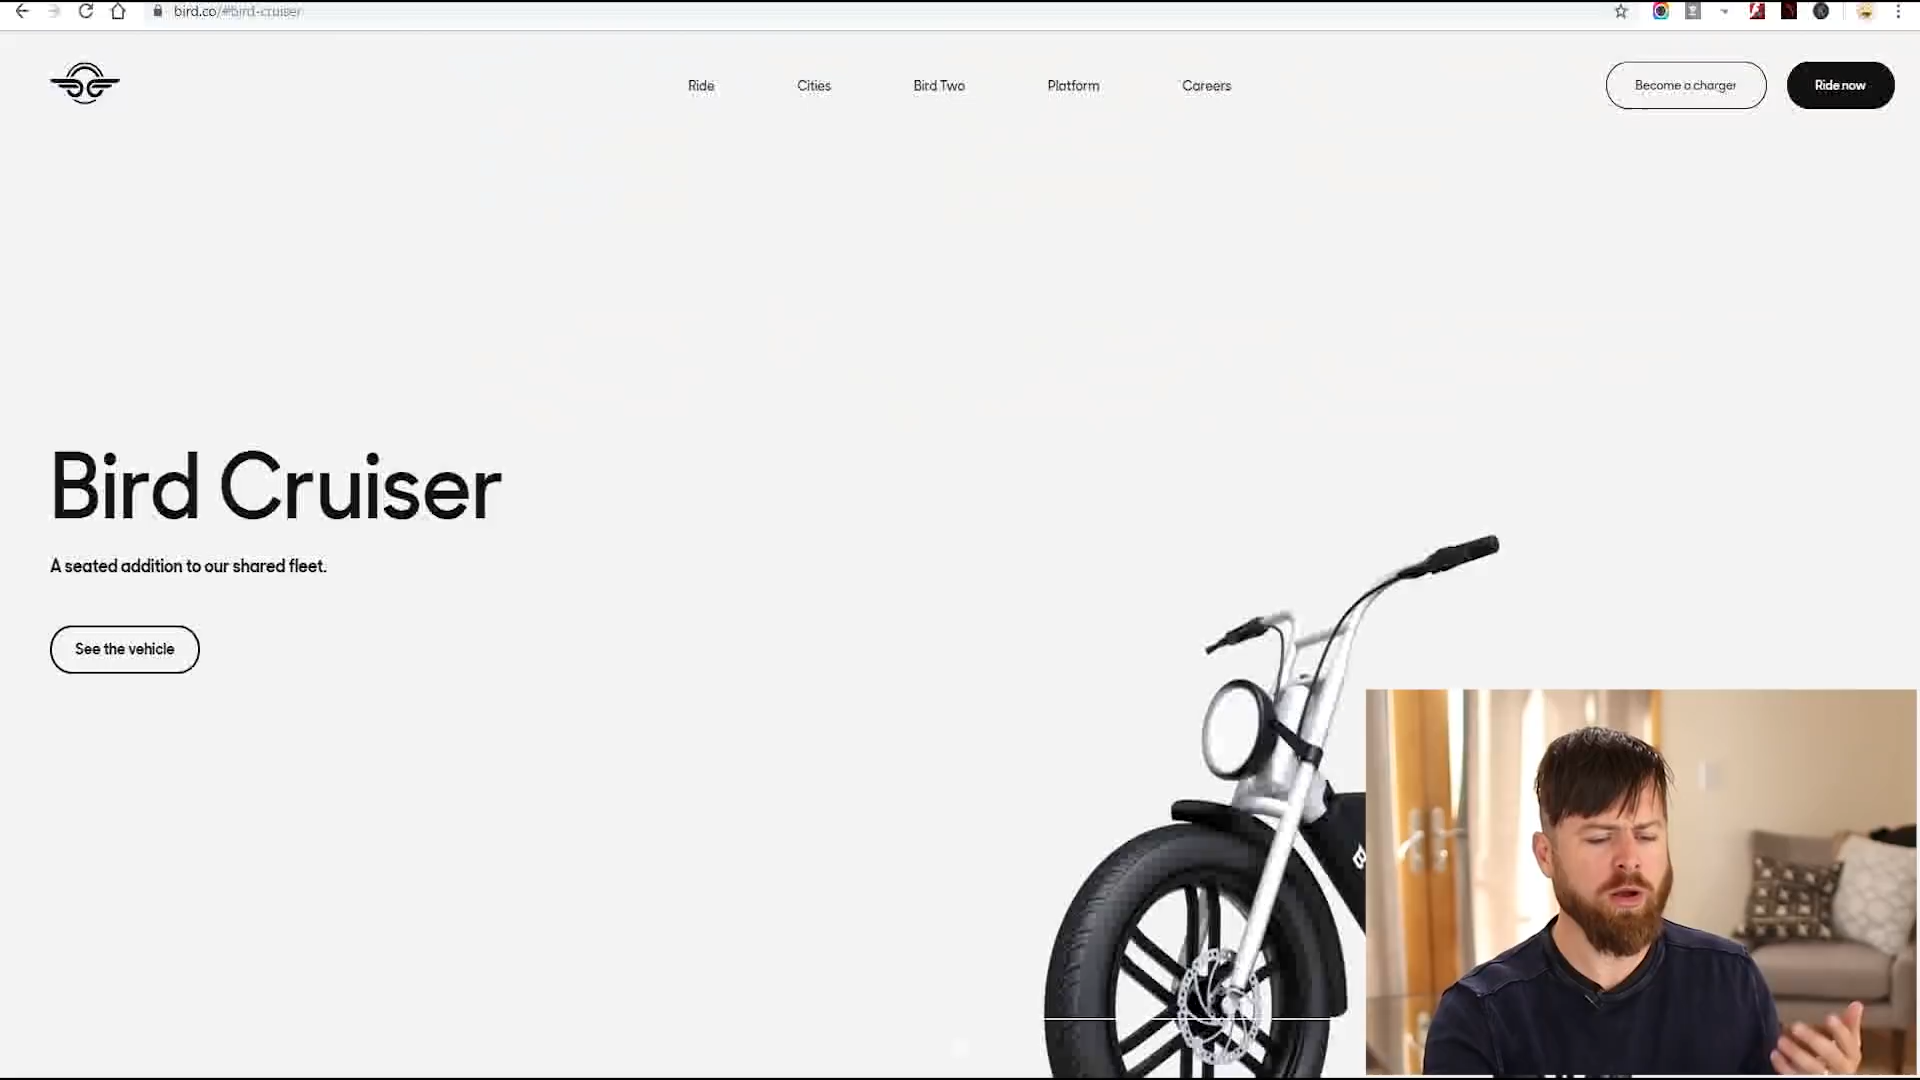 bird.co/#bird-cruiser
Ride
Cities
Bird Two
Platform
Careers
Become a charger
Ride now
Bird Cruiser
A seated addition to our shared fleet.
See the vehicle